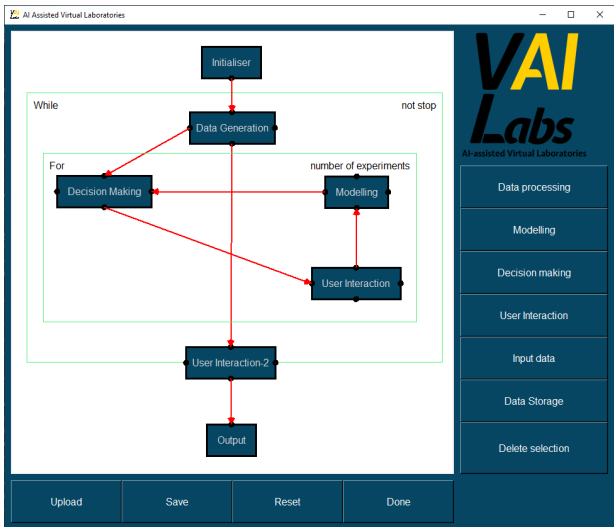 AI Assisted Virtual Laboratories
Initialiser
While
not stop
Data Generation
For
number of experiments
Decision Making
Modelling
User Interaction
User Interaction-2
Output
VAI
Labs
AI-assisted Virtual Laboratories
Data processing
Modelling
Decision making
User Interaction
Input data
Data Storage
Delete selection
Upload
Save
Reset
Done